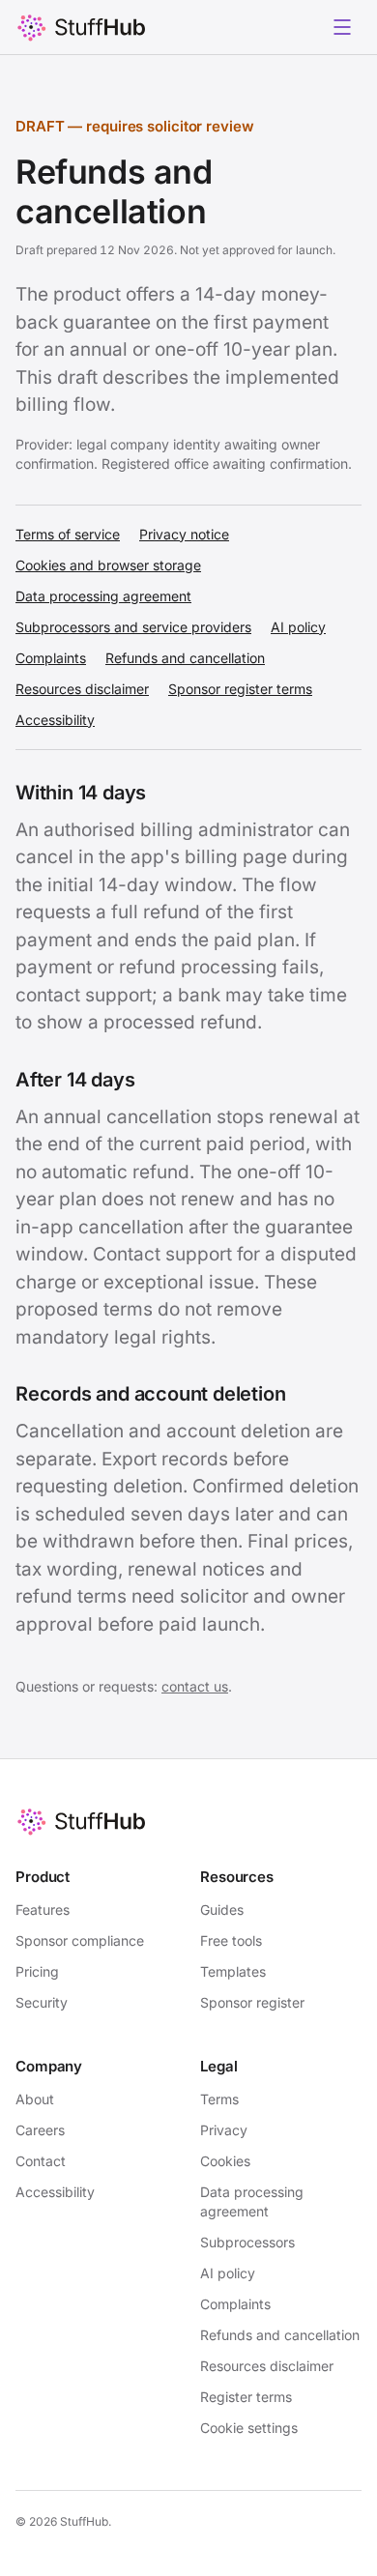 StuffHub
DRAFT — requires solicitor review
Refunds and
cancellation
Draft prepared 12 Nov 2026. Not yet approved for launch.
The product offers a 14-day money-
back guarantee on the first payment
for an annual or one-off 10-year plan.
This draft describes the implemented
billing flow.
Provider: legal company identity awaiting owner
confirmation. Registered office awaiting confirmation.
Terms of service Privacy notice
Cookies and browser storage
Data processing agreement
Subprocessors and service providers AI policy
Complaints Refunds and cancellation
Resources disclaimer Sponsor register terms
Accessibility
Within 14 days
An authorised billing administrator can
cancel in the app's billing page during
the initial 14-day window. The flow
requests a full refund of the first
payment and ends the paid plan. If
payment or refund processing fails,
contact support; a bank may take time
to show a processed refund.
After 14 days
An annual cancellation stops renewal at
the end of the current paid period, with
no automatic refund. The one-off 10-
year plan does not renew and has no
in-app cancellation after the guarantee
window. Contact support for a disputed
charge or exceptional issue. These
proposed terms do not remove
mandatory legal rights.
Records and account deletion
Cancellation and account deletion are
separate. Export records before
requesting deletion. Confirmed deletion
is scheduled seven days later and can
be withdrawn before then. Final prices,
tax wording, renewal notices and
refund terms need solicitor and owner
approval before paid launch.
Questions or requests: contact us.
StuffHub
Product
Features
Sponsor compliance
Pricing
Security
Resources
Guides
Free tools
Templates
Sponsor register
Company
About
Careers
Contact
Accessibility
Legal
Terms
Privacy
Cookies
Data processing
agreement
Subprocessors
AI policy
Complaints
Refunds and cancellation
Resources disclaimer
Register terms
Cookie settings
© 2026 StuffHub.